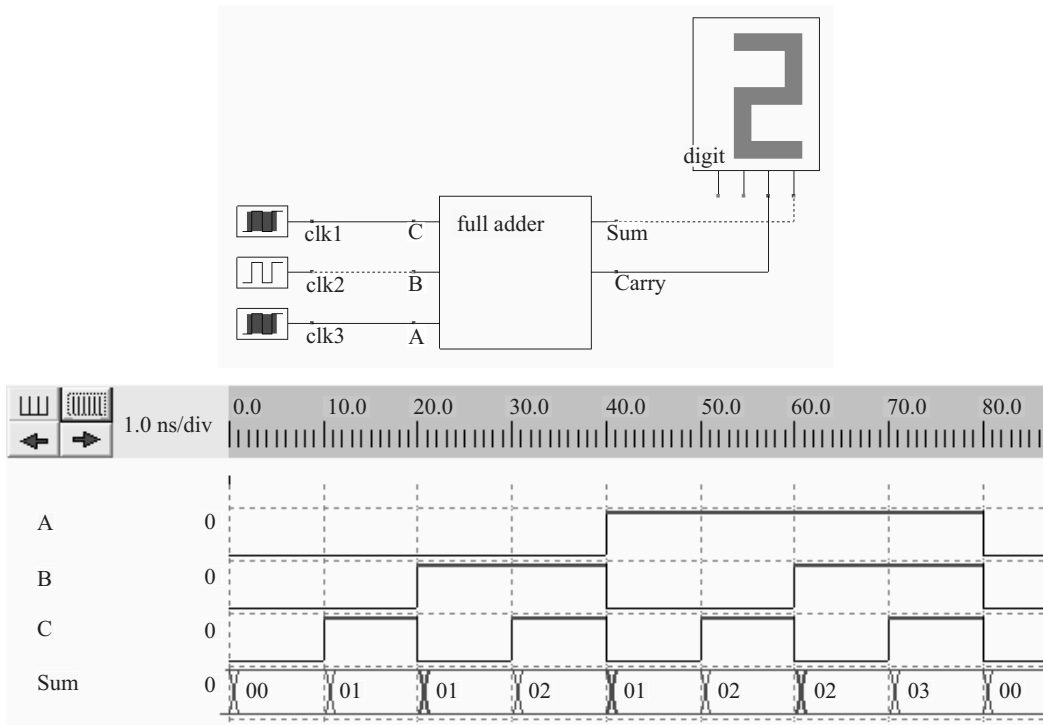 2
digit
full adder
clk1 C Sum
clk2 B Carry
clk3 A
1.0 ns/div 0.0 10.0 20.0 30.0 40.0 50.0 60.0 70.0 80.0
A 0
B 0
C 0
Sum 0 00 01 01 02 01 02 02 03 00